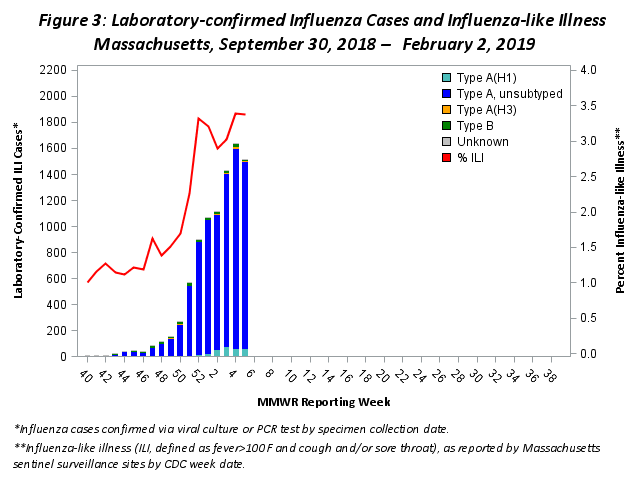 Figure 3: Laboratory-confirmed Influenza Cases and Influenza-like Illness
Massachusetts, September 30, 2018 – February 2, 2019
2200
2000
1800
1600
1400
1200
1000
800
600
400
200
0
Laboratory-Confirmed ILI Cases*
Type A(H1)
Type A, unsubtyped
Type A(H3)
Type B
Unknown
% ILI
4.0
3.5
3.0
2.5
2.0
1.5
1.0
0.5
0.0
Percent Influenza-like Illness**
40 42 44 46 48 50 52 2 4 6 8 10 12 14 16 18 20 22 24 26 28 30 32 34 36 38
MMWR Reporting Week
*Influenza cases confirmed via viral culture or PCR test by specimen collection date.
**Influenza-like illness (ILI, defined as fever>100 F and cough and/or sore throat), as reported by Massachusetts
sentinel surveillance sites by CDC week date.